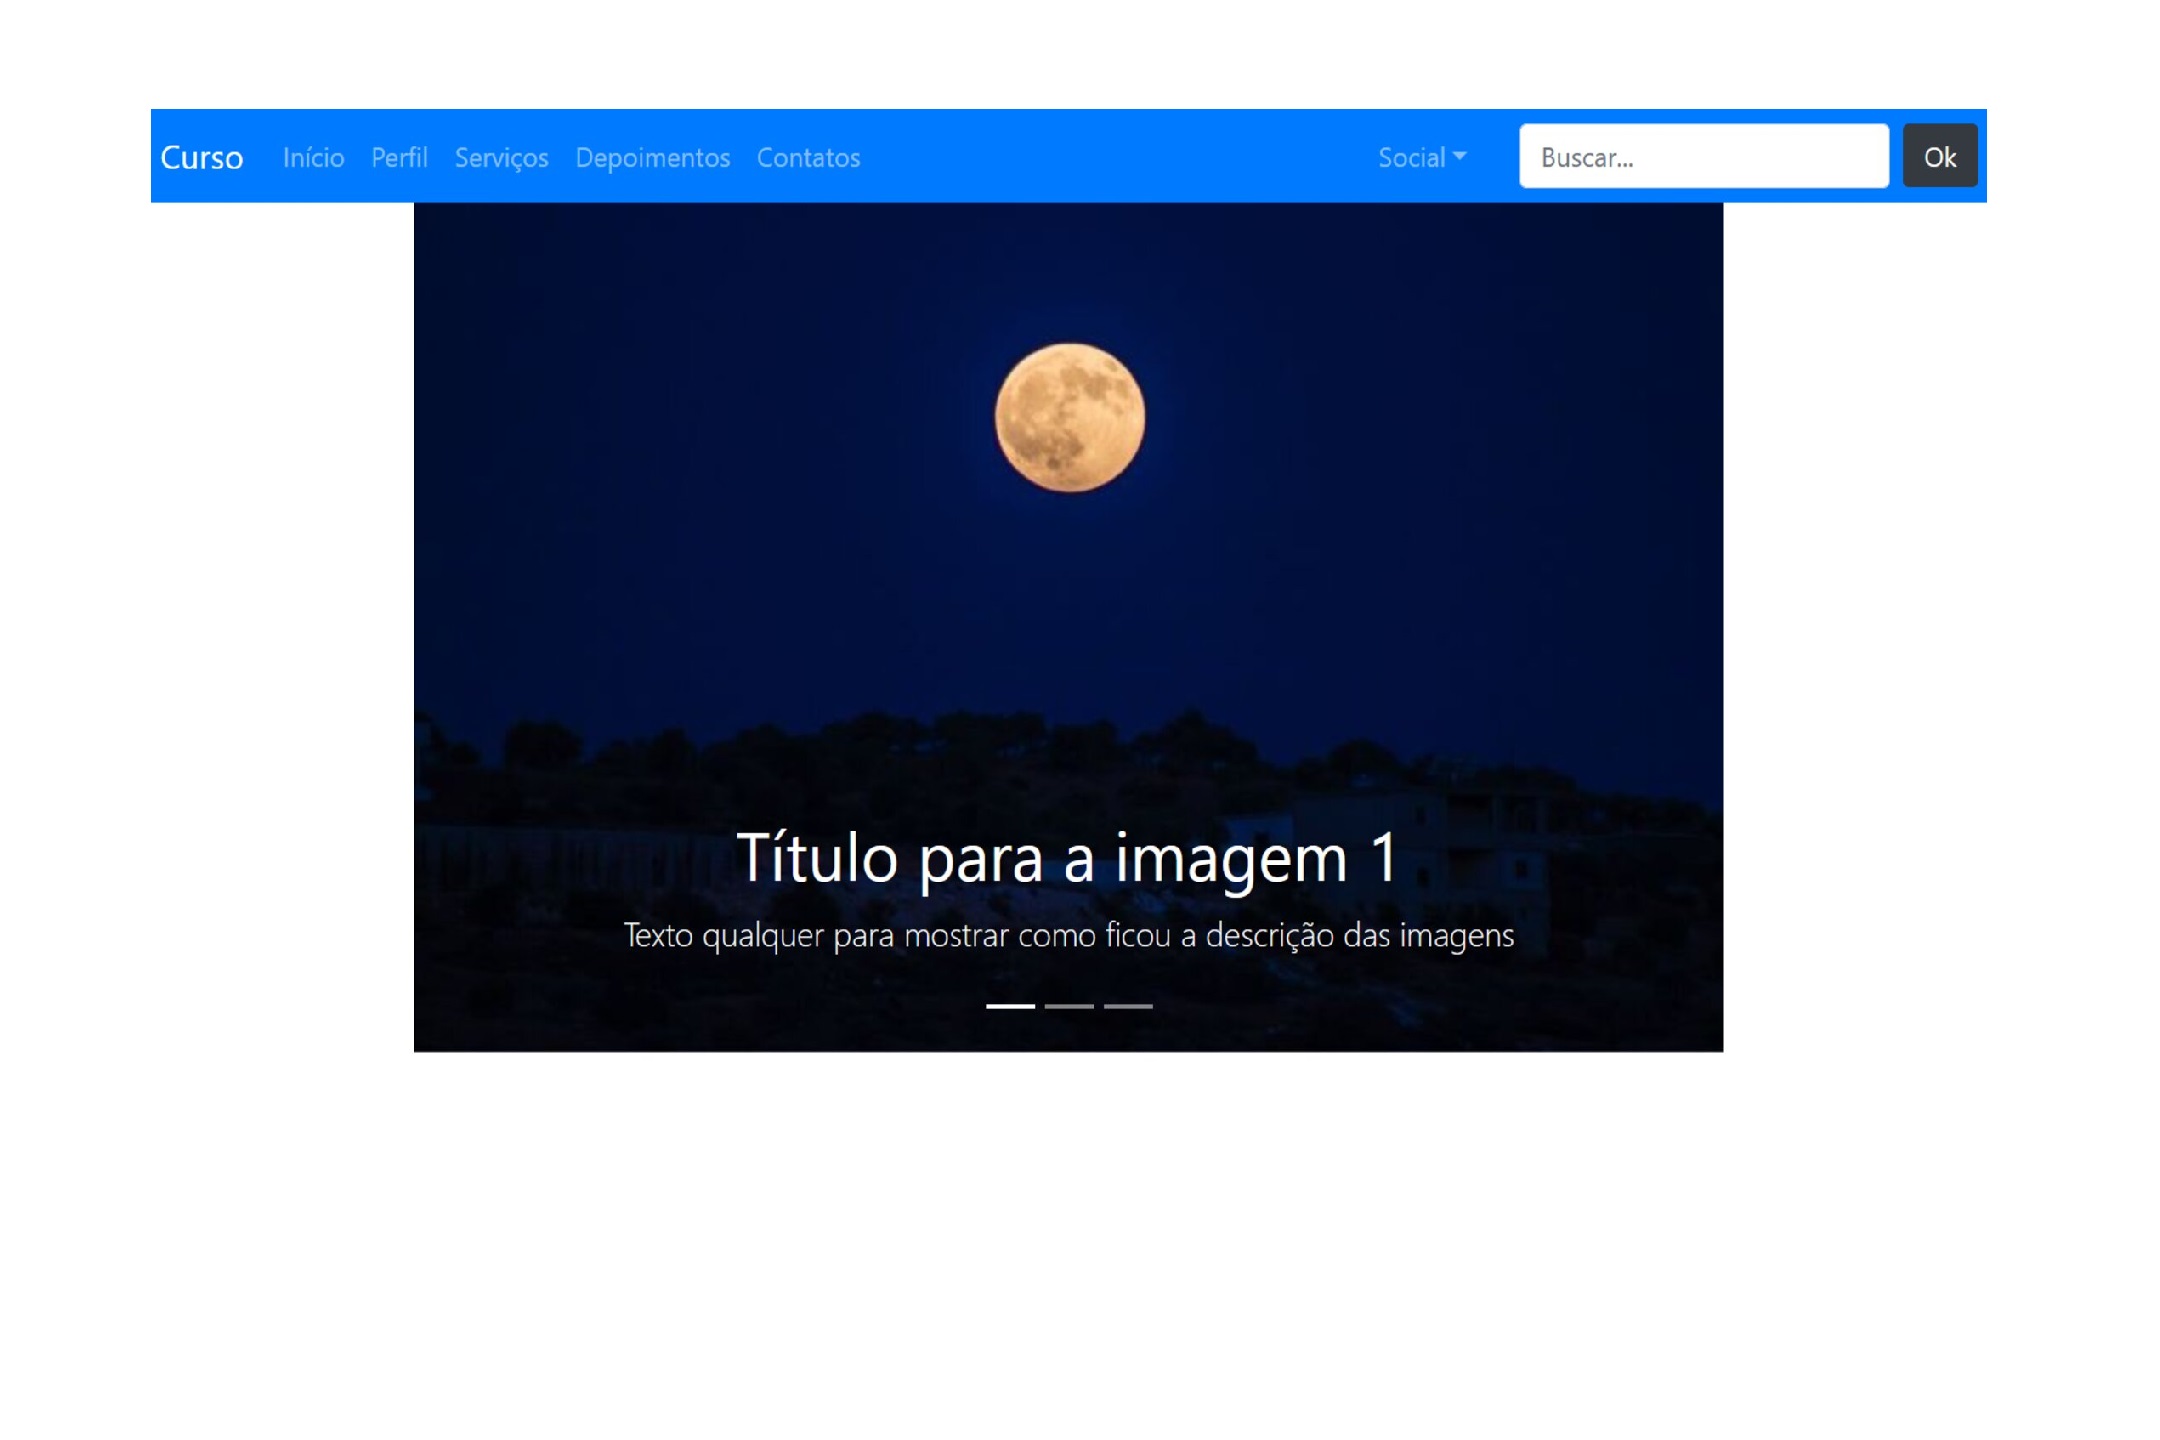 Curso Início Perfil Serviços Depoimentos Contatos Social Buscar... Ok
Título para a imagem 1
Texto qualquer para mostrar como ficou a descrição das imagens